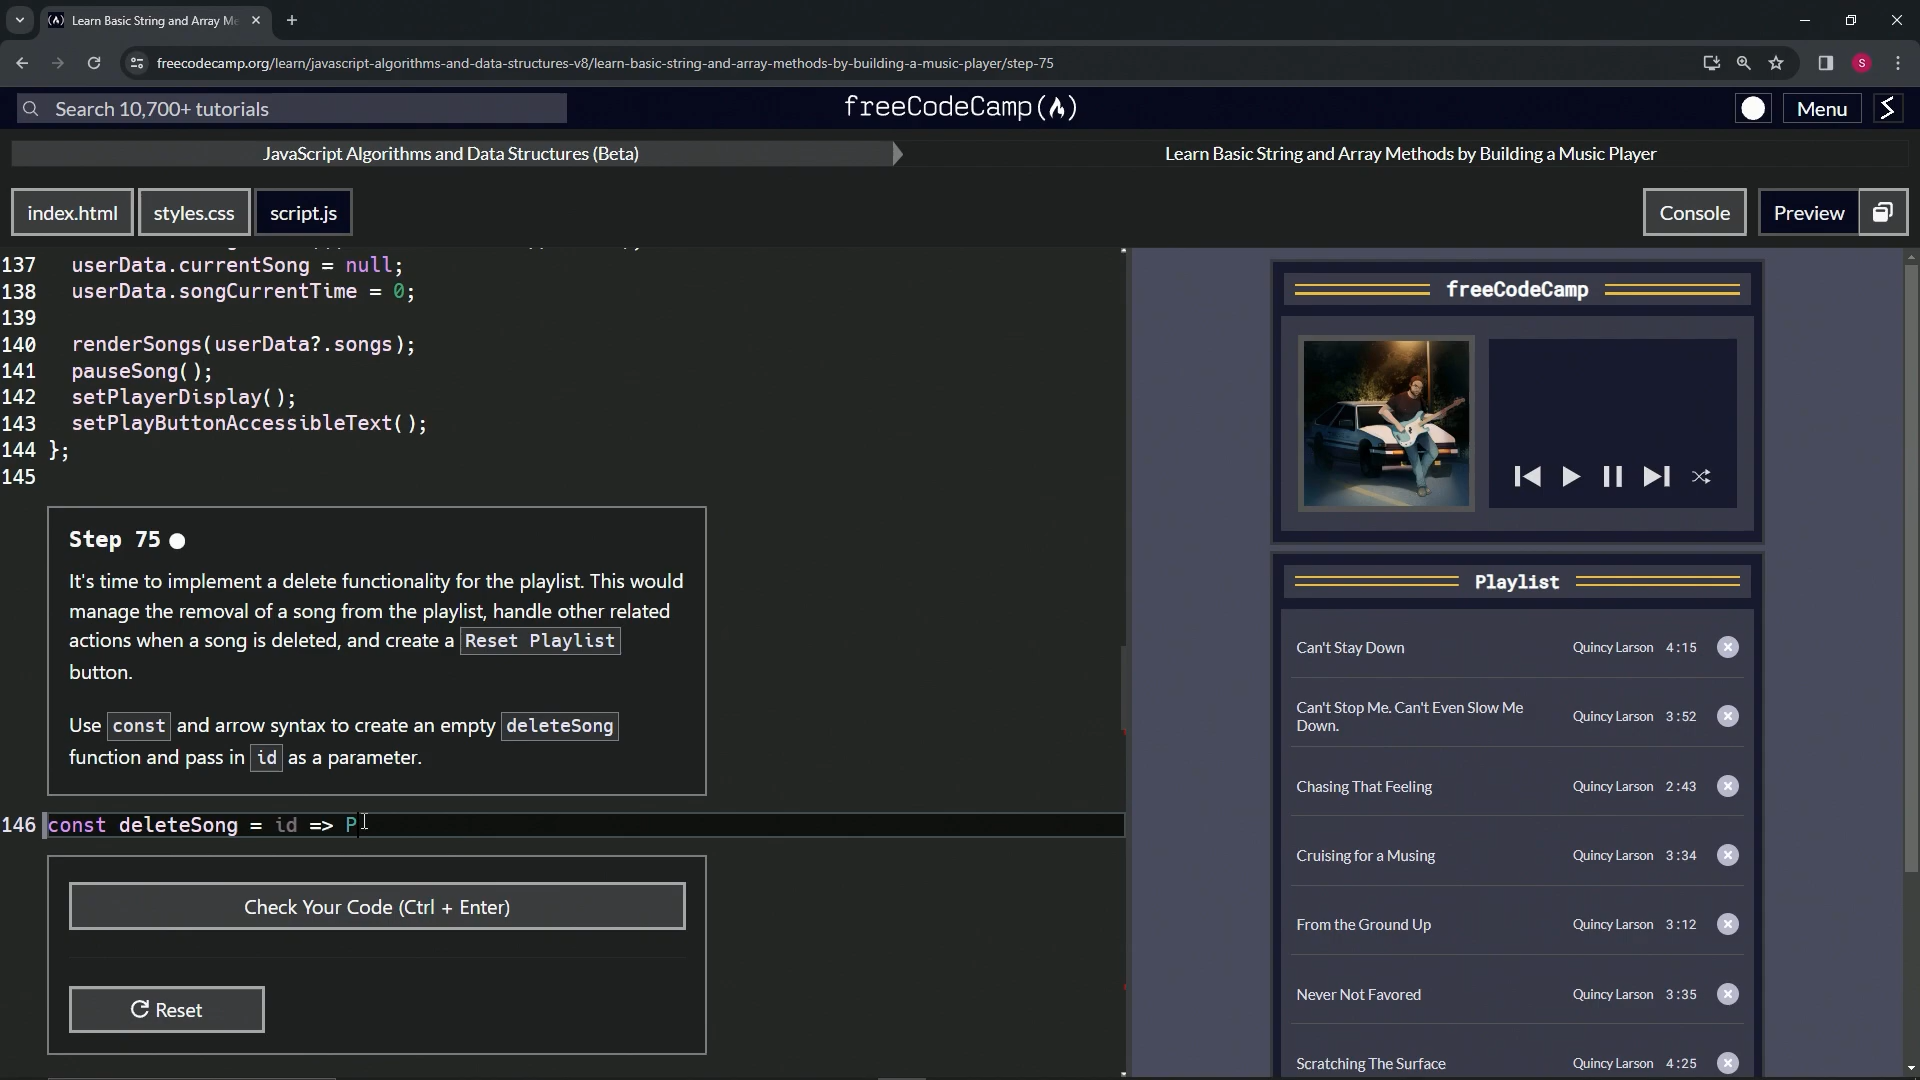 Learn Basic String and Array Me
freecodecamp.org/learn/javascript-algorithms-and-data-structures-v8/learn-basic-string-and-array-methods-by-building-a-music-player/step-75
S
Search 10,700+ tutorials
freeCodeCamp
Menu
JavaScript Algorithms and Data Structures (Beta)
Learn Basic String and Array Methods by Building a Music Player
index.html
styles.css
script.js
Console
Preview
137 userData.currentSong = null;
138 userData.songCurrentTime = 0;
139
140 renderSongs(userData?.songs);
141 pauseSong();
142 setPlayerDisplay();
143 setPlayButtonAccessibleText();
144 };
145
Step 75
It's time to implement a delete functionality for the playlist. This would
manage the removal of a song from the playlist, handle other related
actions when a song is deleted, and create a Reset Playlist
button.
Use const and arrow syntax to create an empty deleteSong
function and pass in id as a parameter.
146 const deleteSong = id => P
Check Your Code (Ctrl + Enter)
Reset
freeCodeCamp
Playlist
Can't Stay Down Quincy Larson 4:15
Can't Stop Me. Can't Even Slow Me
Down. Quincy Larson 3:52
Chasing That Feeling Quincy Larson 2:43
Cruising for a Musing Quincy Larson 3:34
From the Ground Up Quincy Larson 3:12
Never Not Favored Quincy Larson 3:35
Scratching The Surface Quincy Larson 4:25